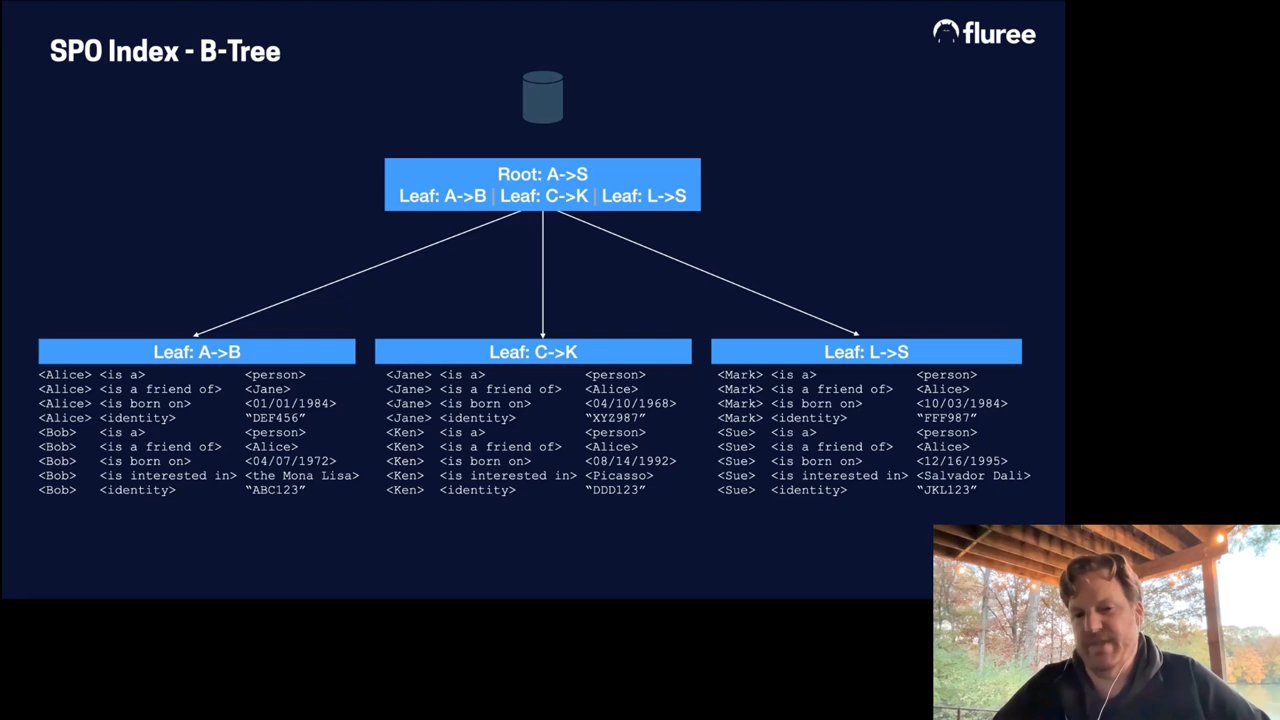 SPO Index - B-Tree
fluree
Root: A->S
Leaf: A->B | Leaf: C->K | Leaf: L->S
Leaf: A->B
<Alice> <is a> <person>
<Alice> <is a friend of> <Jane>
<Alice> <is born on> <01/01/1984>
<Alice> <identity> “DEF456”
<Bob> <is a> <person>
<Bob> <is a friend of> <Alice>
<Bob> <is born on> <04/07/1972>
<Bob> <is interested in> <the Mona Lisa>
<Bob> <identity> “ABC123”
Leaf: C->K
<Jane> <is a> <person>
<Jane> <is a friend of> <Alice>
<Jane> <is born on> <04/10/1968>
<Jane> <identity> “XYZ987”
<Ken> <is a> <person>
<Ken> <is a friend of> <Alice>
<Ken> <is born on> <08/14/1992>
<Ken> <is interested in> <Picasso>
<Ken> <identity> “DDD123”
Leaf: L->S
<Mark> <is a> <person>
<Mark> <is a friend of> <Alice>
<Mark> <is born on> <10/03/1984>
<Mark> <identity> “FFF987”
<Sue> <is a> <person>
<Sue> <is a friend of> <Alice>
<Sue> <is born on> <12/16/1995>
<Sue> <is interested in> <Salvador Dali>
<Sue> <identity> “JKL123”